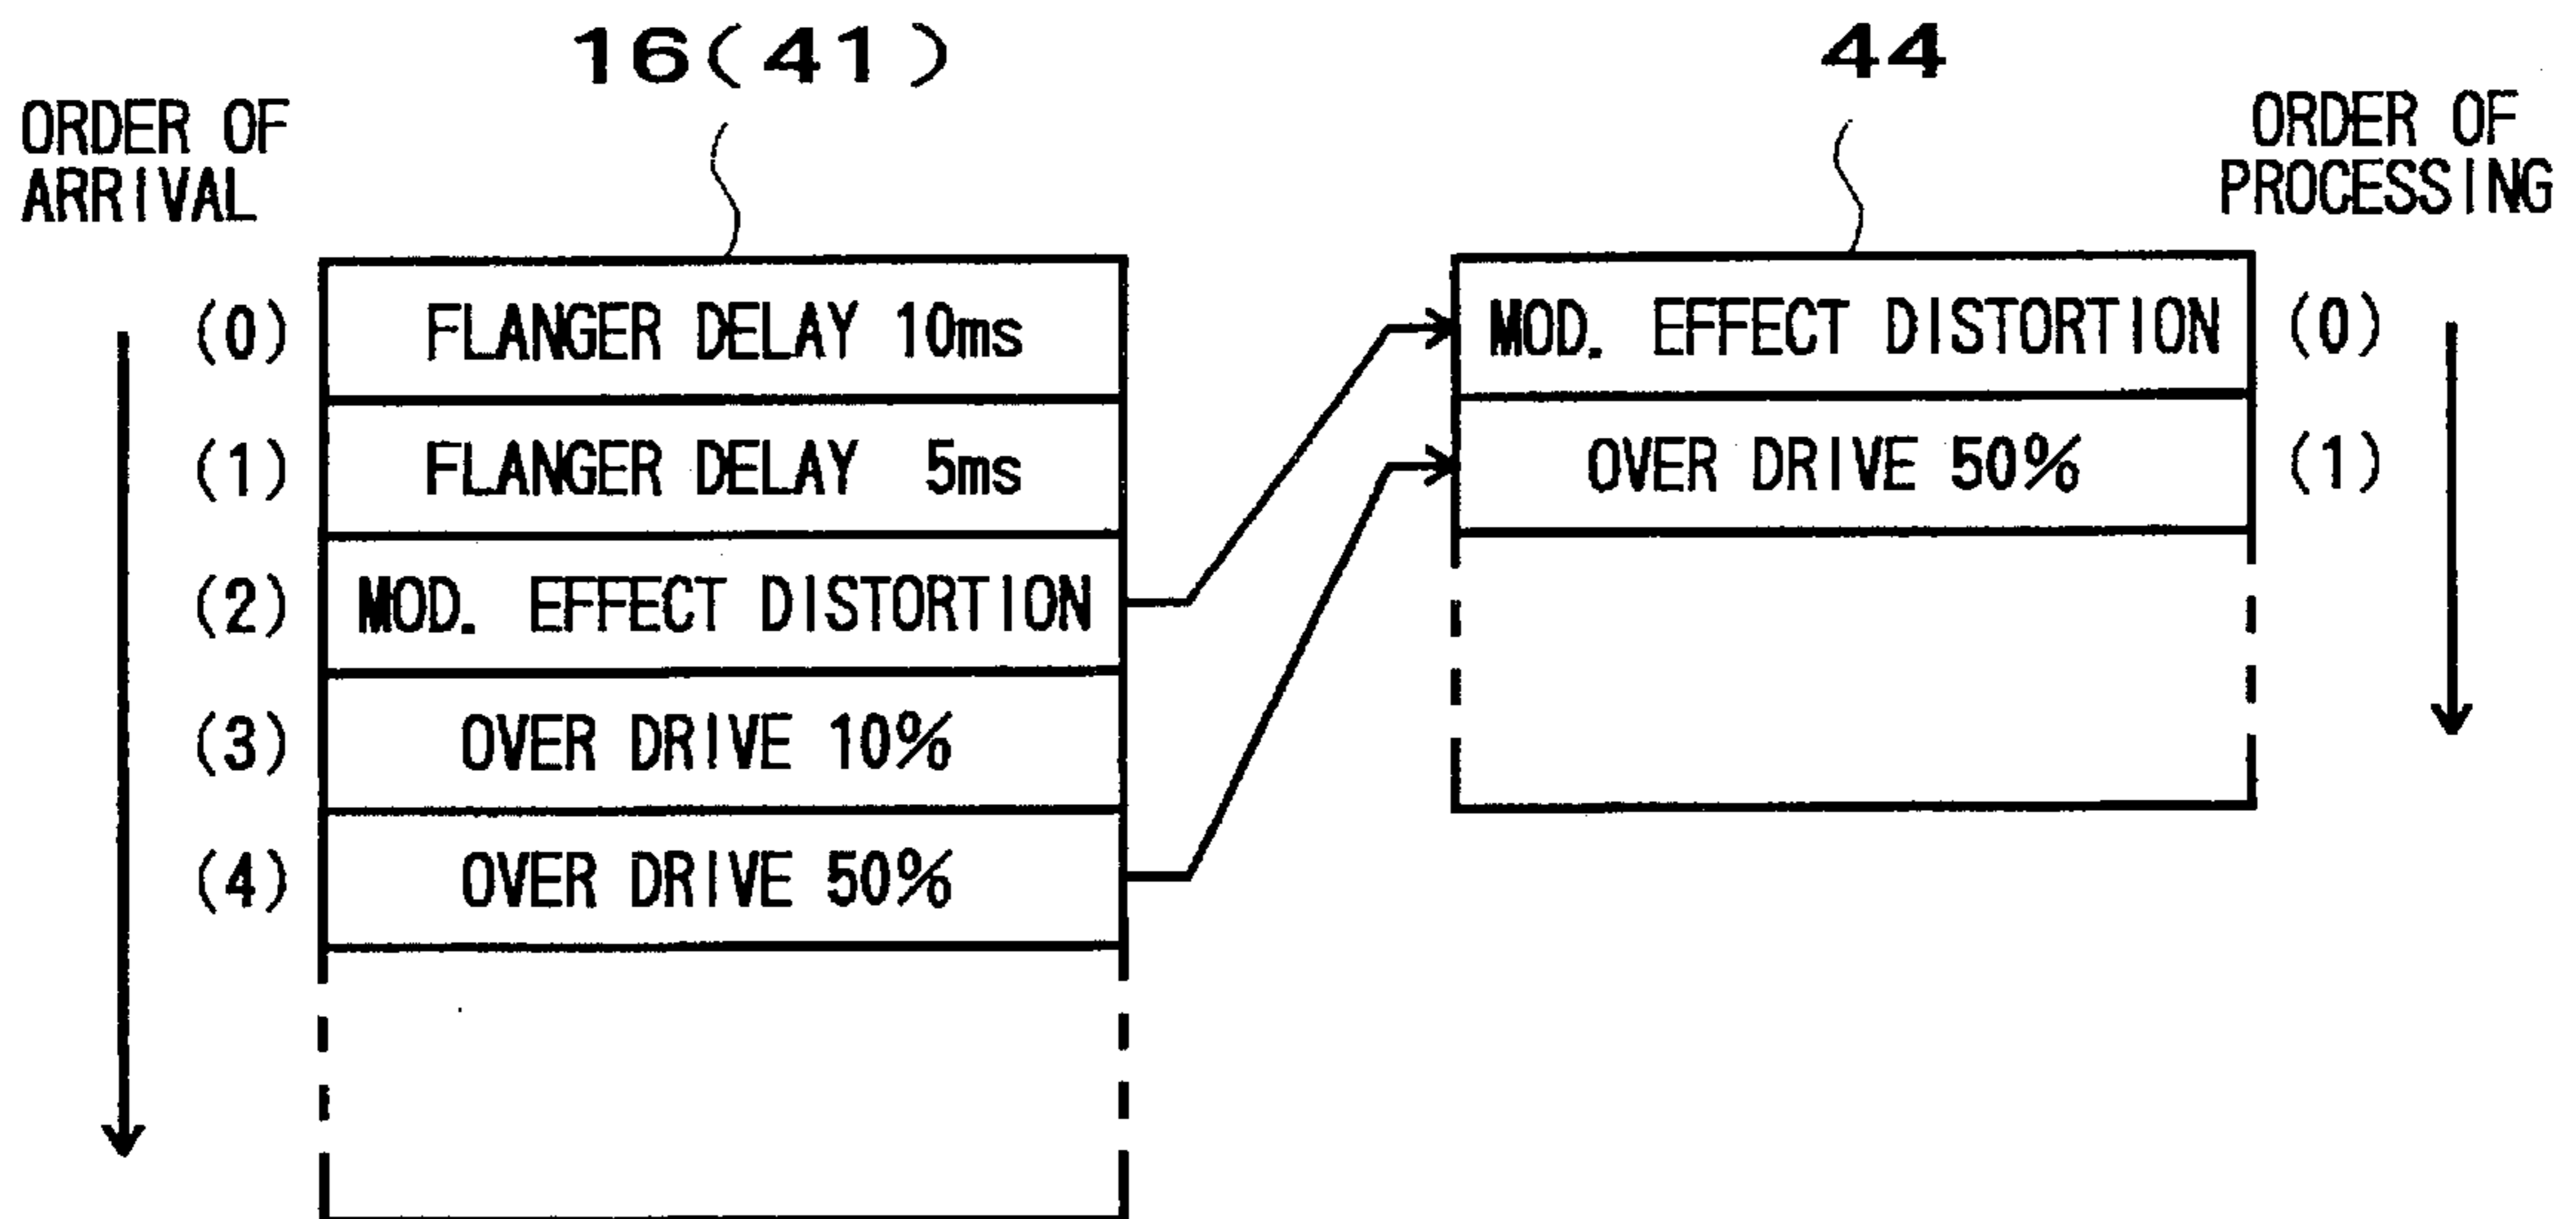 16(41)
44
ORDER OF
ARRIVAL
ORDER OF
PROCESSING
(0) FLANGER DELAY 10ms
(1) FLANGER DELAY 5ms
(2) MOD. EFFECT DISTORTION
(3) OVER DRIVE 10%
(4) OVER DRIVE 50%
MOD. EFFECT DISTORTION (0)
OVER DRIVE 50% (1)